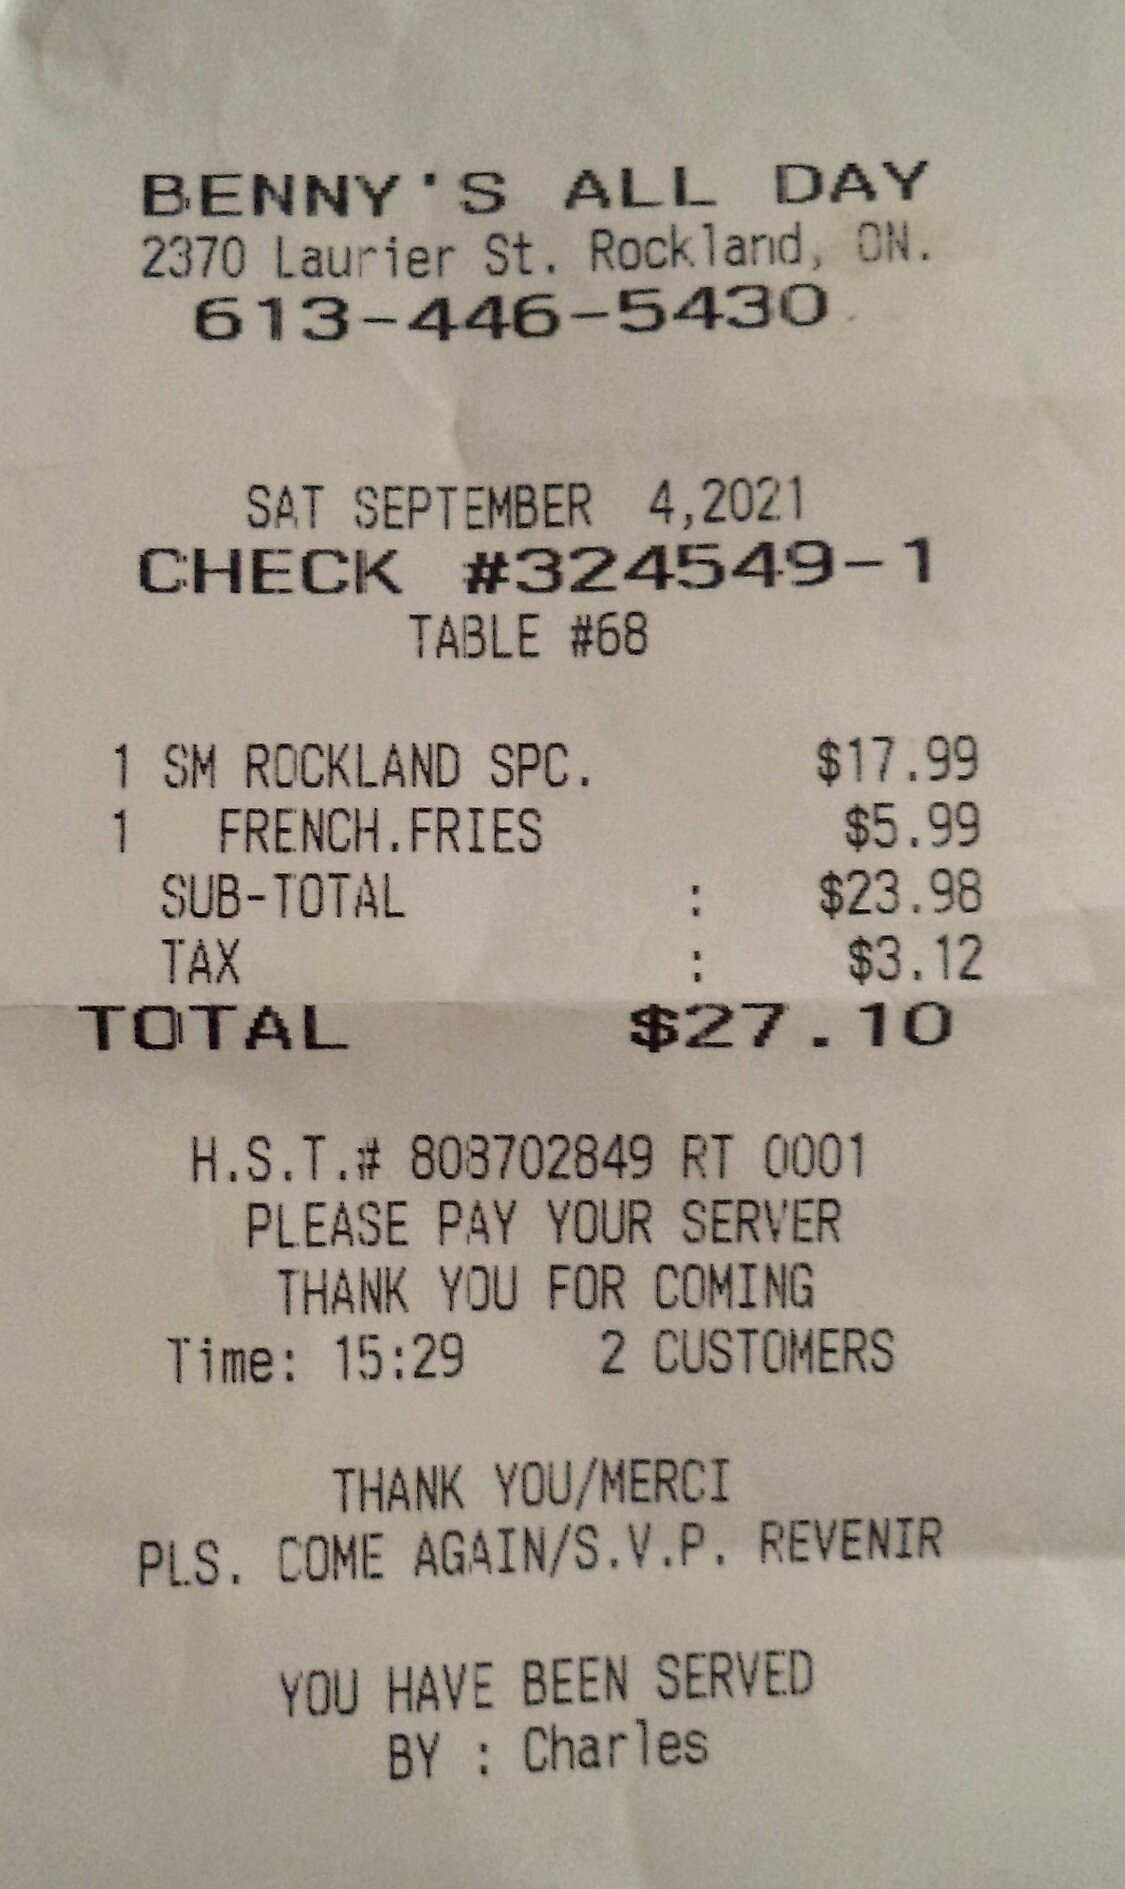 BENNY'S ALL DAY
2370 Laurier St. Rockland, ON.
613-446-5430
SAT SEPTEMBER 4,2021
CHECK #324549-1
TABLE #68
1 SM ROCKLAND SPC. $17.99
1 FRENCH.FRIES $5.99
SUB-TOTAL : $23.98
TAX : $3.12
TOTAL $27.10
H.S.T.# 808702849 RT 0001
PLEASE PAY YOUR SERVER
THANK YOU FOR COMING
Time: 15:29 2 CUSTOMERS
THANK YOU/MERCI
PLS. COME AGAIN/S.V.P. REVENIR
YOU HAVE BEEN SERVED
BY : Charles